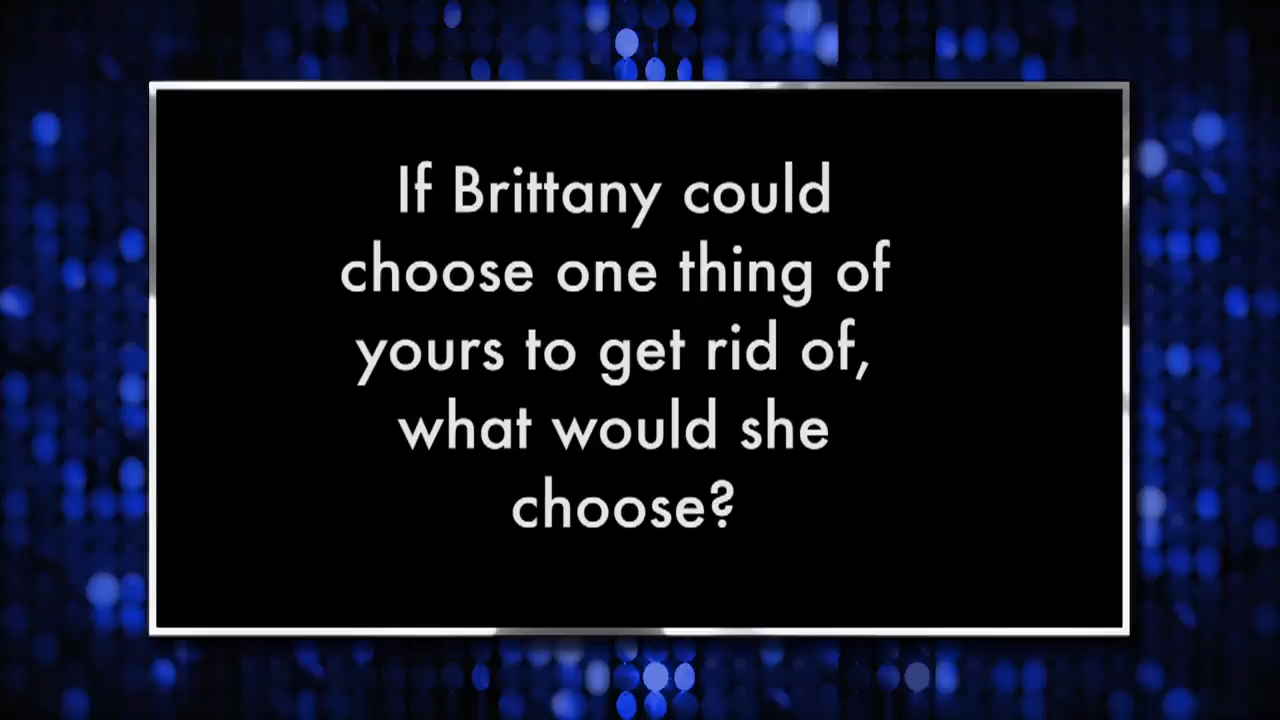 If Brittany could
choose one thing of
yours to get rid of,
what would she
choose?